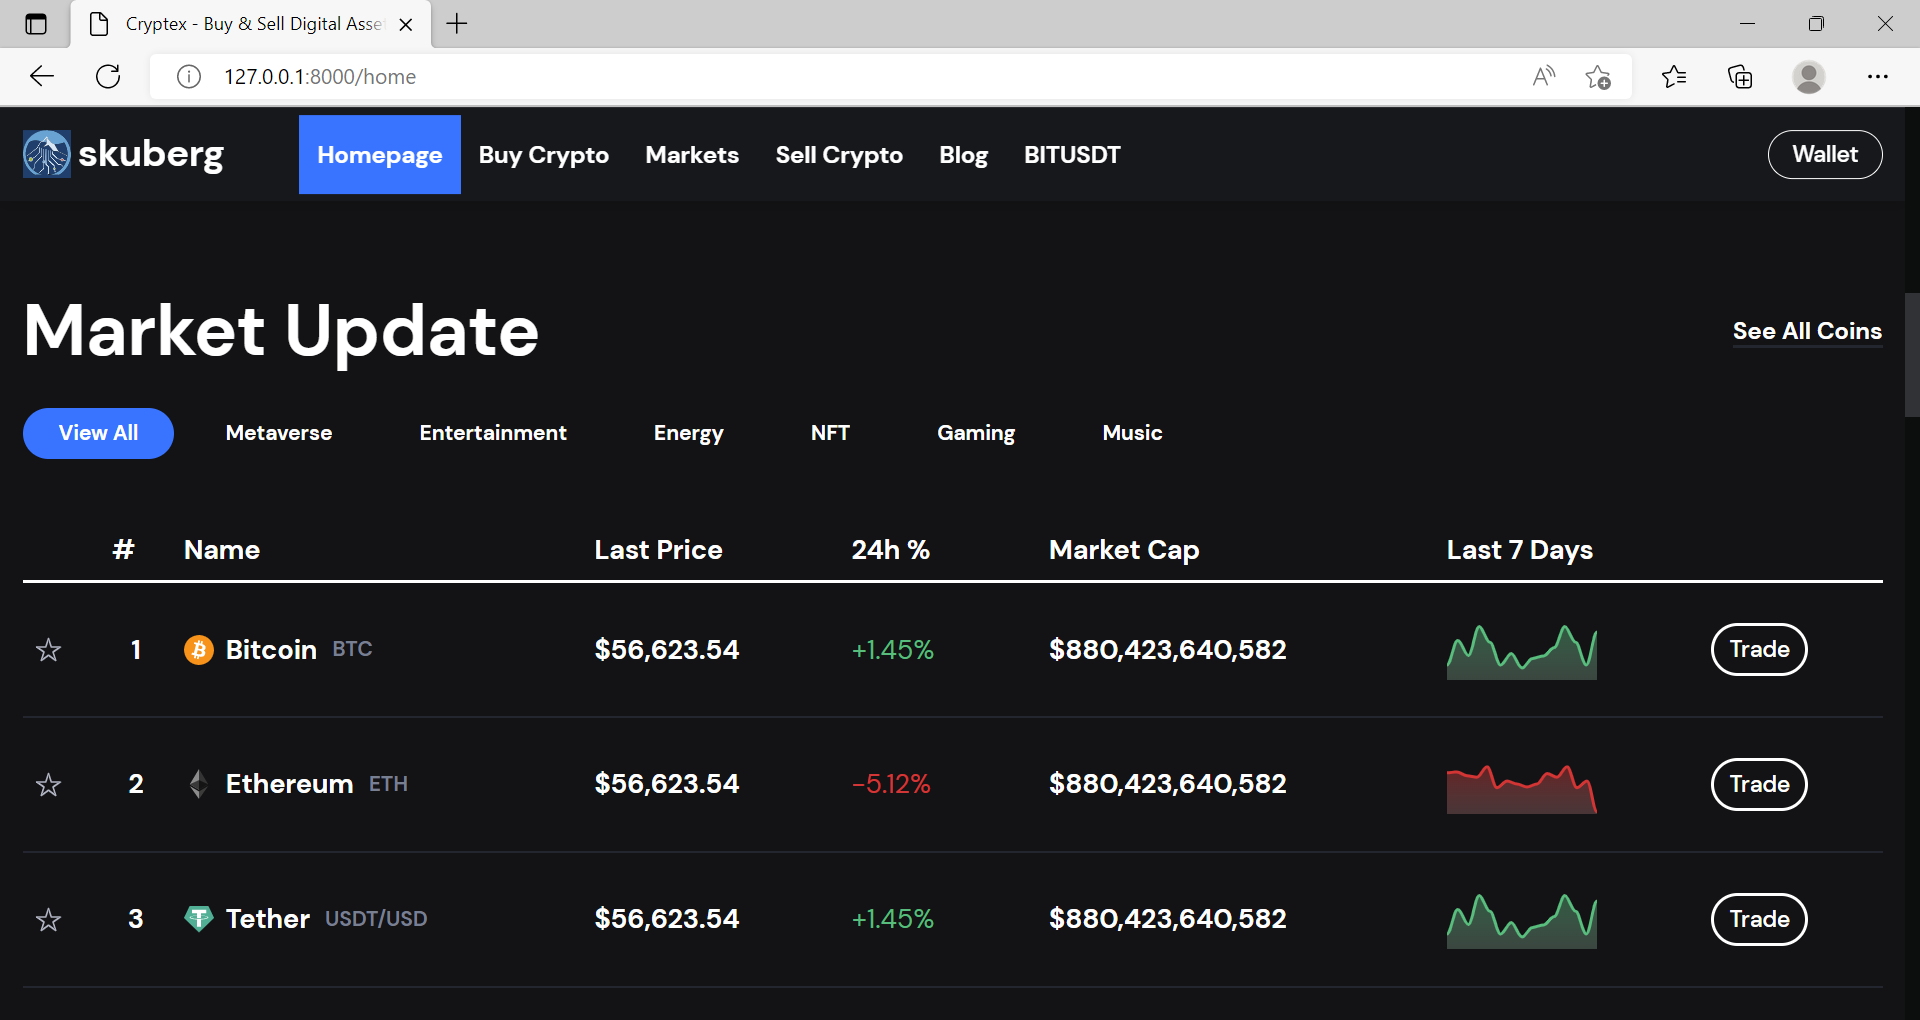 Cryptex - Buy & Sell Digital Asse
127.0.0.1:8000/home
skuberg Homepage Buy Crypto Markets Sell Crypto Blog BITUSDT Wallet
Market Update See All Coins
View All Metaverse Entertainment Energy NFT Gaming Music
# Name Last Price 24h % Market Cap Last 7 Days
1 Bitcoin BTC $56,623.54 +1.45% $880,423,640,582 Trade
2 Ethereum ETH $56,623.54 -5.12% $880,423,640,582 Trade
3 Tether USDT/USD $56,623.54 +1.45% $880,423,640,582 Trade